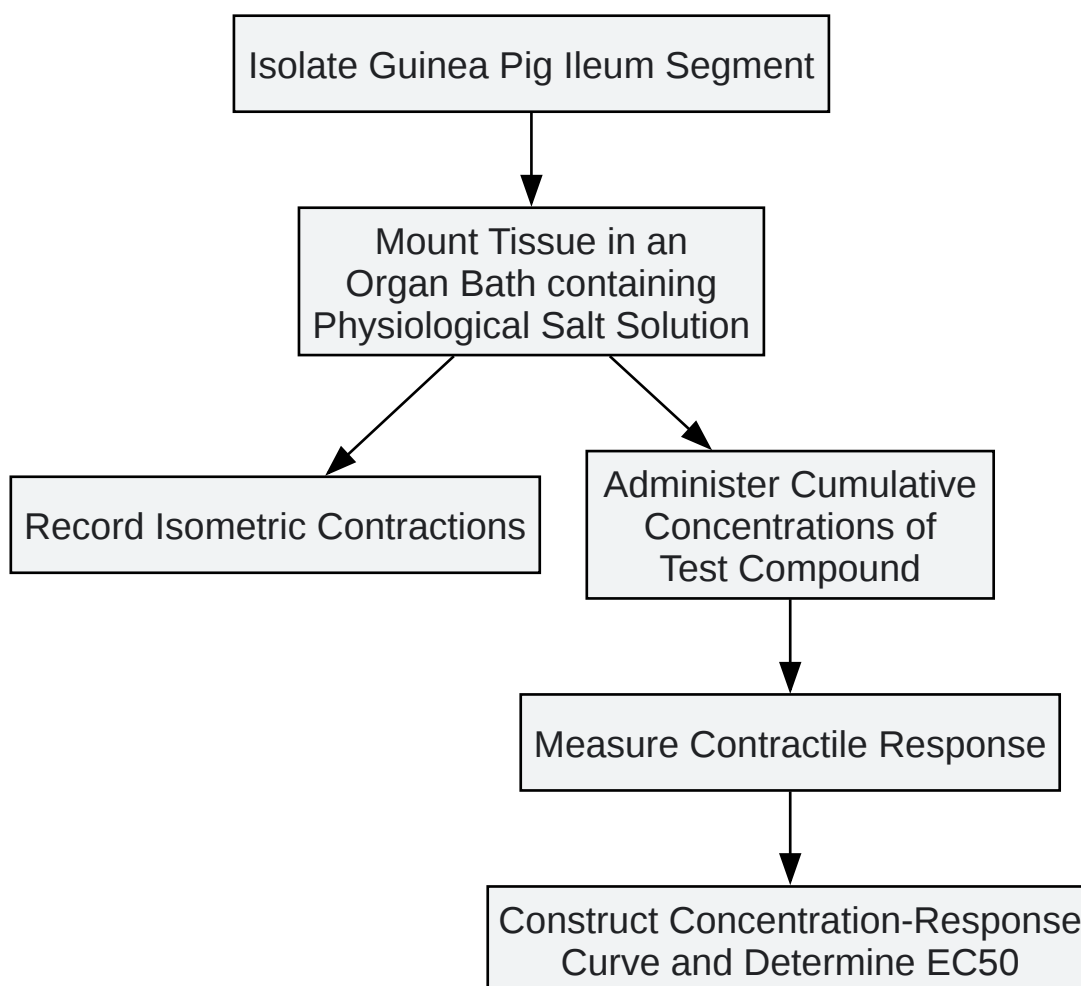 Isolate Guinea Pig Ileum Segment
Mount Tissue in an
Organ Bath containing
Physiological Salt Solution
Record Isometric Contractions
Administer Cumulative
Concentrations of
Test Compound
Measure Contractile Response
Construct Concentration-Response
Curve and Determine EC50